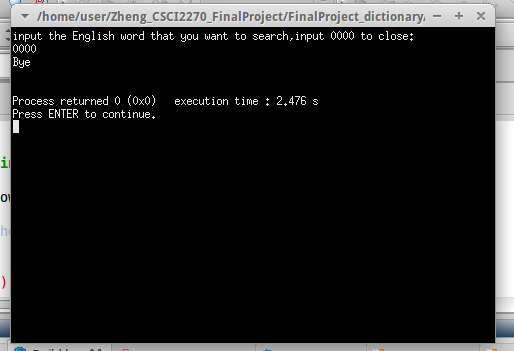 /home/user/Zheng_CSCI2270_FinalProject/FinalProject_dictionary/
input the English word that you want to search,input 0000 to close:
0000
Bye
Process returned 0 (0x0)   execution time : 2.476 s
Press ENTER to continue.